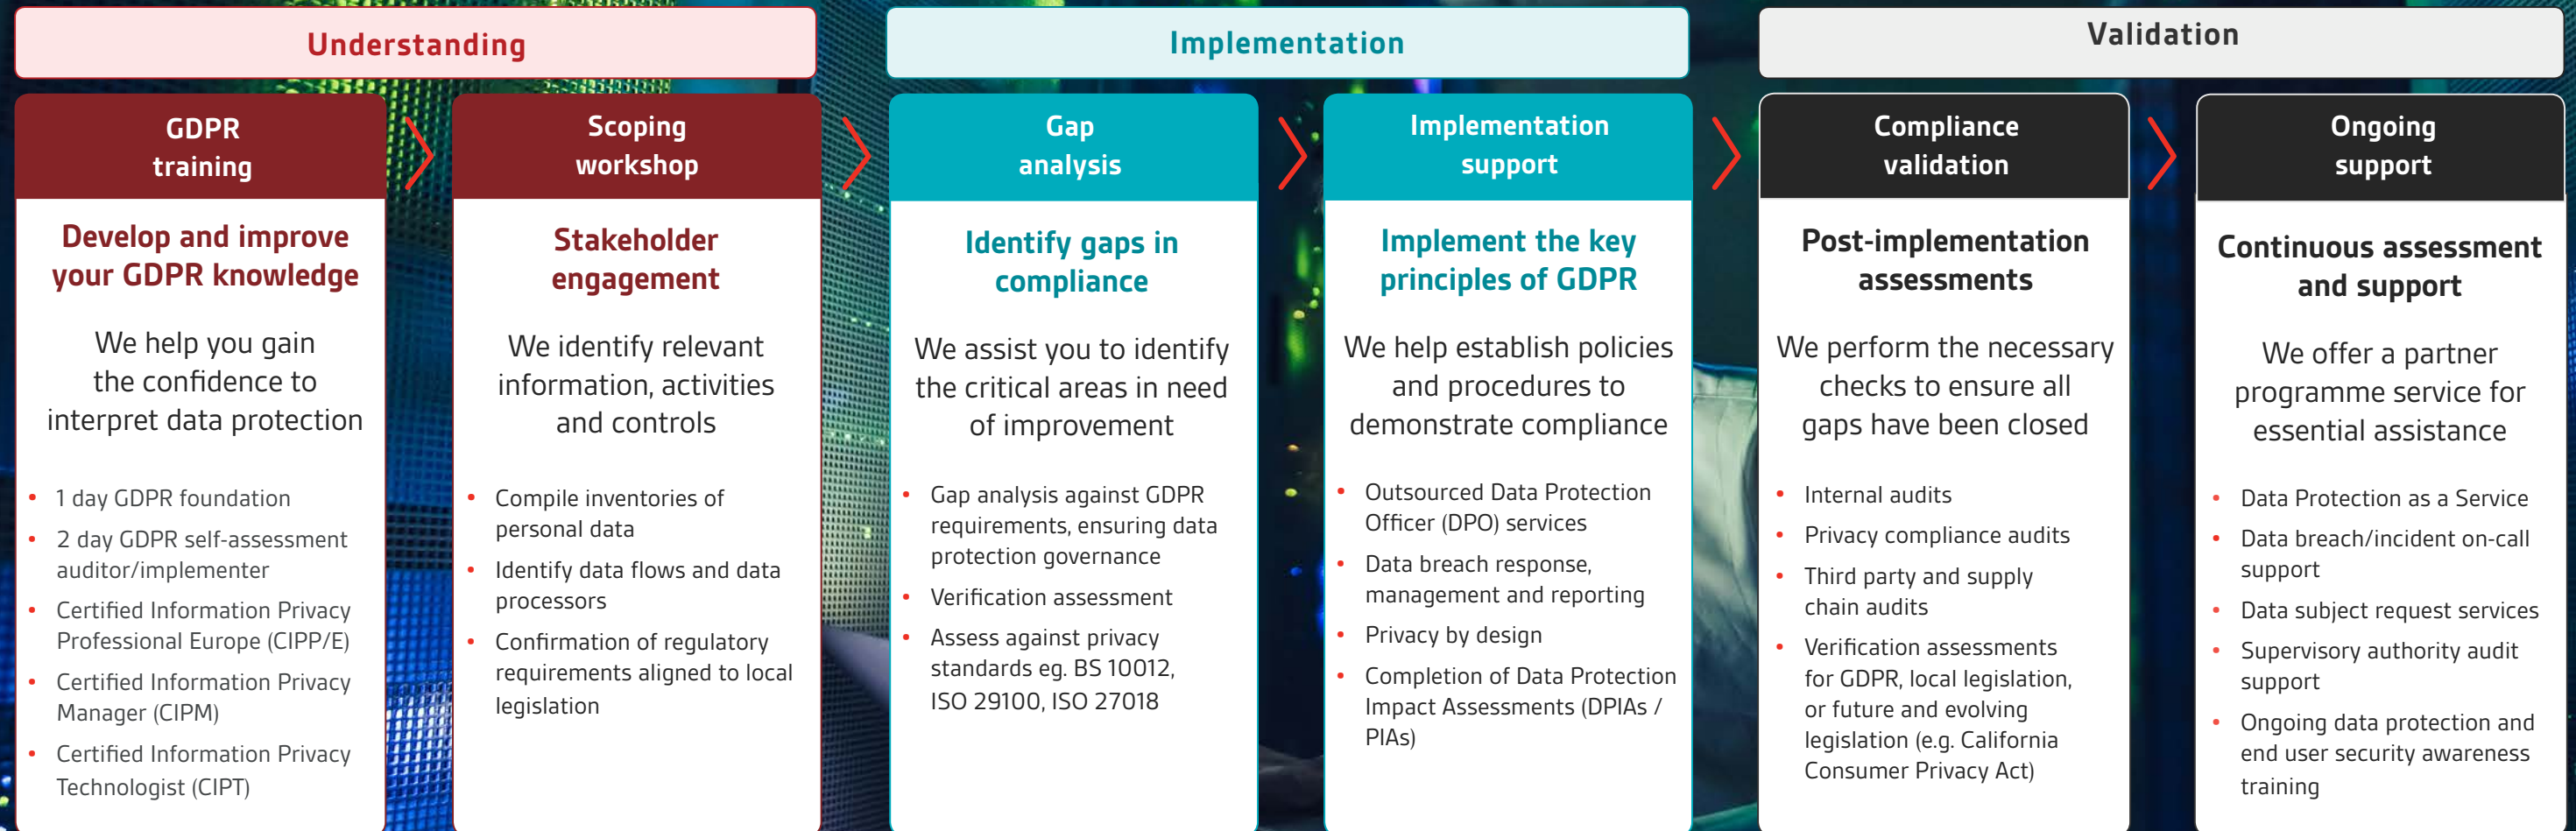 Understanding
GDPR
training
Develop and improve
your GDPR knowledge
We help you gain
the confidence to
interpret data protection
• 1 day GDPR foundation
• 2 day GDPR self-assessment
auditor/implementer
• Certified Information Privacy
Professional Europe (CIPP/E)
• Certified Information Privacy
Manager (CIPM)
• Certified Information Privacy
Technologist (CIPT)
Scoping
workshop
Stakeholder
engagement
We identify relevant
information, activities
and controls
• Compile inventories of
personal data
• Identify data flows and data
processors
• Confirmation of regulatory
requirements aligned to local
legislation
Implementation
Gap
analysis
Identify gaps in
compliance
We assist you to identify
the critical areas in need
of improvement
• Gap analysis against GDPR
requirements, ensuring data
protection governance
• Verification assessment
• Assess against privacy
standards eg. BS 10012,
ISO 29100, ISO 27018
Implementation
support
Implement the key
principles of GDPR
We help establish policies
and procedures to
demonstrate compliance
• Outsourced Data Protection
Officer (DPO) services
• Data breach response,
management and reporting
• Privacy by design
• Completion of Data Protection
Impact Assessments (DPIAs /
PIAs)
Validation
Compliance
validation
Post-implementation
assessments
We perform the necessary
checks to ensure all
gaps have been closed
• Internal audits
• Privacy compliance audits
• Third party and supply
chain audits
• Verification assessments
for GDPR, local legislation,
or future and evolving
legislation (e.g. California
Consumer Privacy Act)
Ongoing
support
Continuous assessment
and support
We offer a partner
programme service for
essential assistance
• Data Protection as a Service
• Data breach/incident on-call
support
• Data subject request services
• Supervisory authority audit
support
• Ongoing data protection and
end user security awareness
training